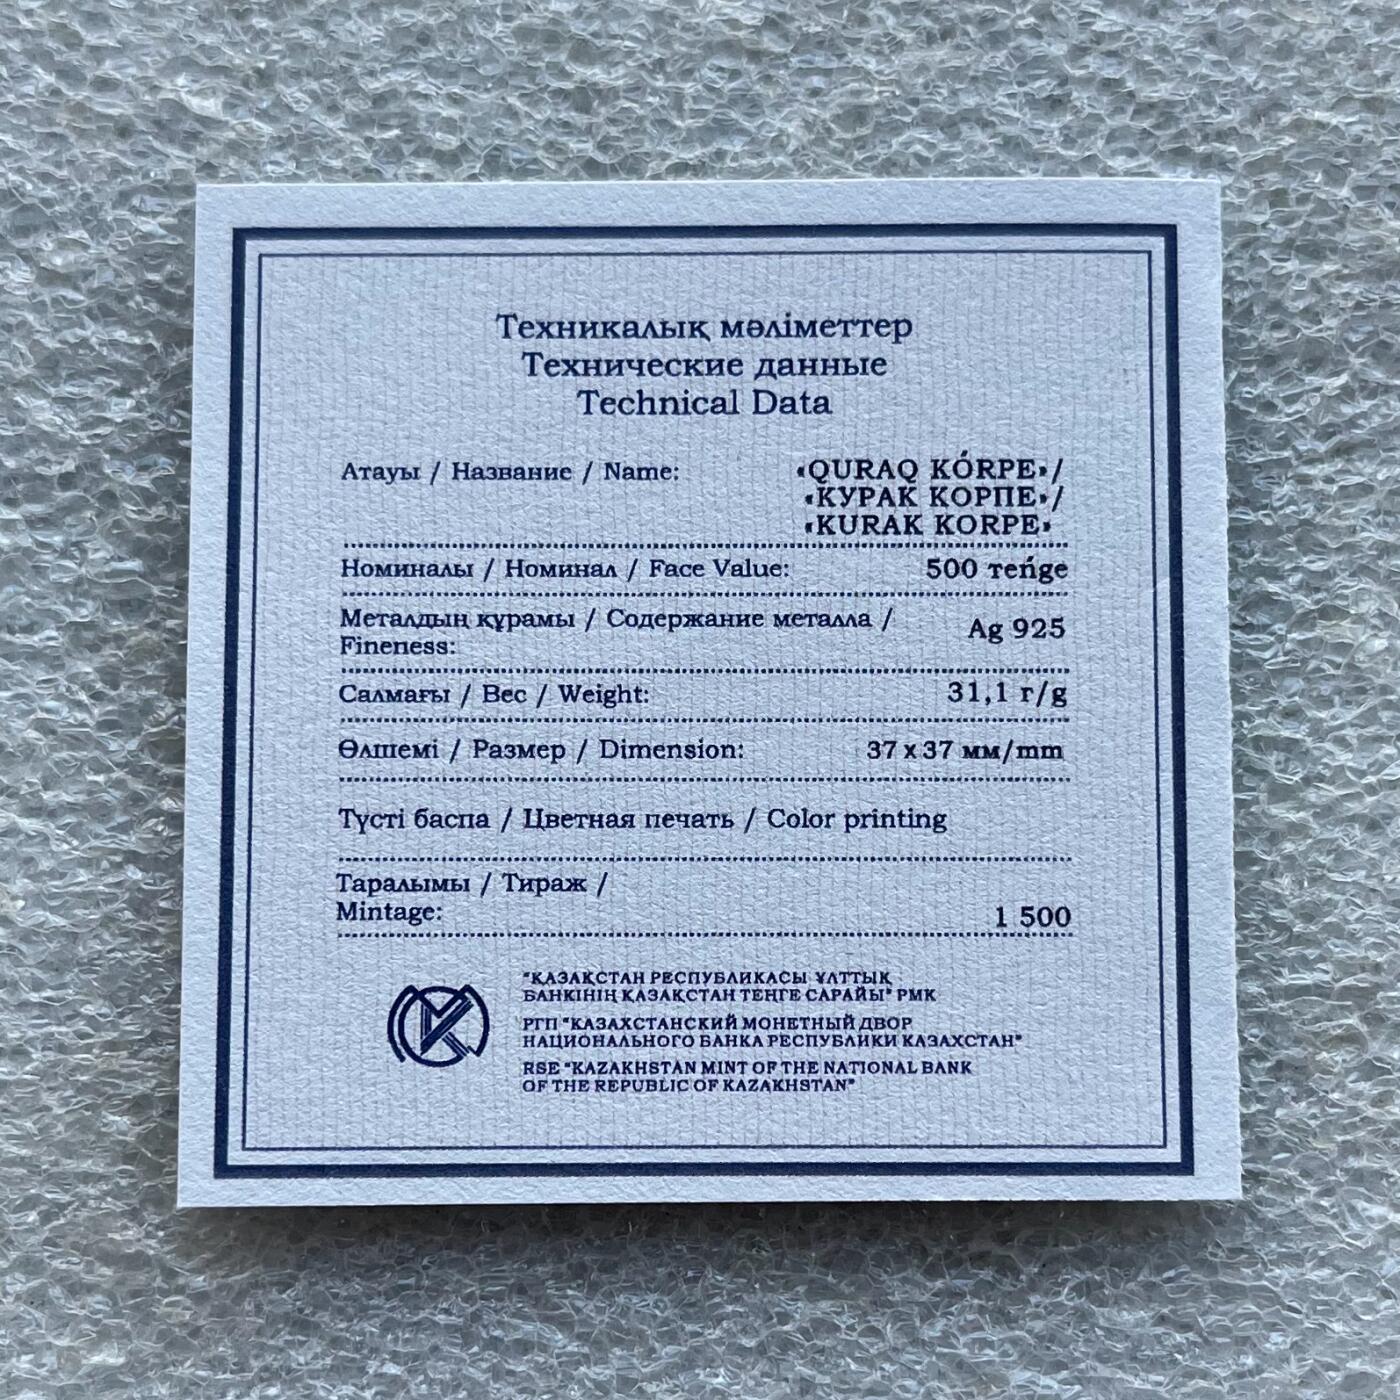 Техникалық мәліметтер
Технические данные
Technical Data
Атауы / Название / Name: «QURAQ KÓRPE»/
«КУРАК КОРПЕ»/
«KURAK KORPE»
Номиналы / Номинал / Face Value: 500 теńge
Металдың құрамы / Содержание металла /
Fineness: Ag 925
Салмағы / Вес / Weight: 31,1 г/g
Өлшемі / Размер / Dimension: 37 x 37 мм/mm
Түсті баспа / Цветная печать / Color printing
Таралымы / Тираж /
Mintage: 1 500
"ҚАЗАҚСТАН РЕСПУБЛИКАСЫ ҰЛТТЫҚ
БАНКІНІҢ ҚАЗАҚСТАН ТЕҢГЕ САРАЙЫ" РМК
РГП "КАЗАХСТАНСКИЙ МОНЕТНЫЙ ДВОР
НАЦИОНАЛЬНОГО БАНКА РЕСПУБЛИКИ КАЗАХСТАН"
RSE "KAZAKHSTAN MINT OF THE NATIONAL BANK
OF THE REPUBLIC OF KAZAKHSTAN"